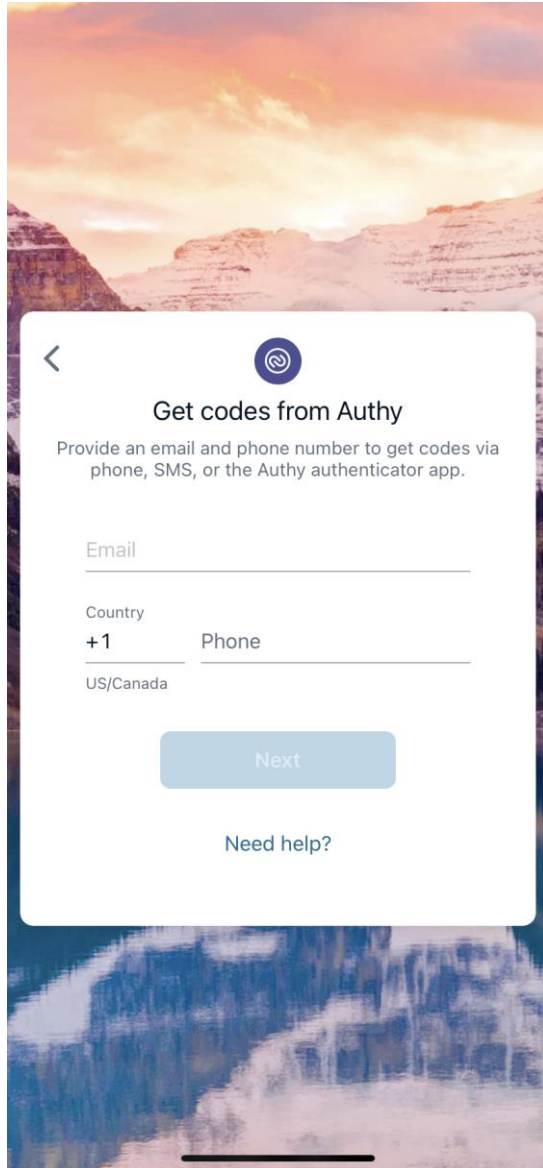 Get codes from Authy
Provide an email and phone number to get codes via
phone, SMS, or the Authy authenticator app.
Email
Country
+1 Phone
US/Canada
Next
Need help?